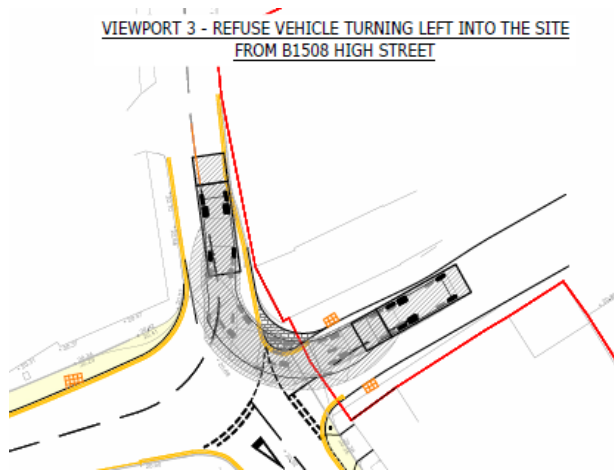 VIEWPORT 3 - REFUSE VEHICLE TURNING LEFT INTO THE SITE
FROM B1508 HIGH STREET